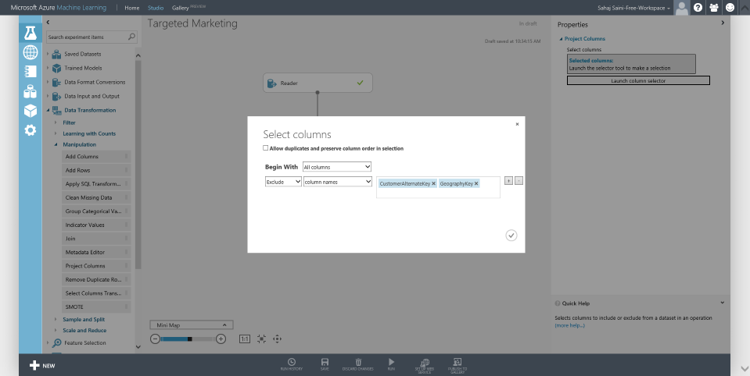 Microsoft Azure Machine Learning
Home Studio Gallery
Sahaj Saini-Free-Workspace
Targeted Marketing
In draft
Draft saved at 10:34:15 AM
Search experiment items
Saved Datasets
Trained Models
Data Format Conversions
Data Input and Output
Data Transformation
Filter
Learning with Counts
Manipulation
Add Columns
Add Rows
Apply SQL Transform...
Clean Missing Data
Group Categorical Va...
Indicator Values
Join
Metadata Editor
Project Columns
Remove Duplicate Ro...
Select Columns Trans...
SMOTE
Sample and Split
Scale and Reduce
Feature Selection
Reader
Select columns
Allow duplicates and preserve column order in selection
Begin With All columns
Exclude column names CustomerAlternateKey GeographyKey
Mini Map
1:1
Properties
Project Columns
Select columns
Selected columns:
Launch the selector tool to make a selection
Launch column selector
Quick Help
Selects columns to include or exclude from a dataset in an operation
(more help...)
NEW
RUN HISTORY
SAVE
DISCARD CHANGES
RUN
SET UP WEB SERVICE
PUBLISH TO GALLERY